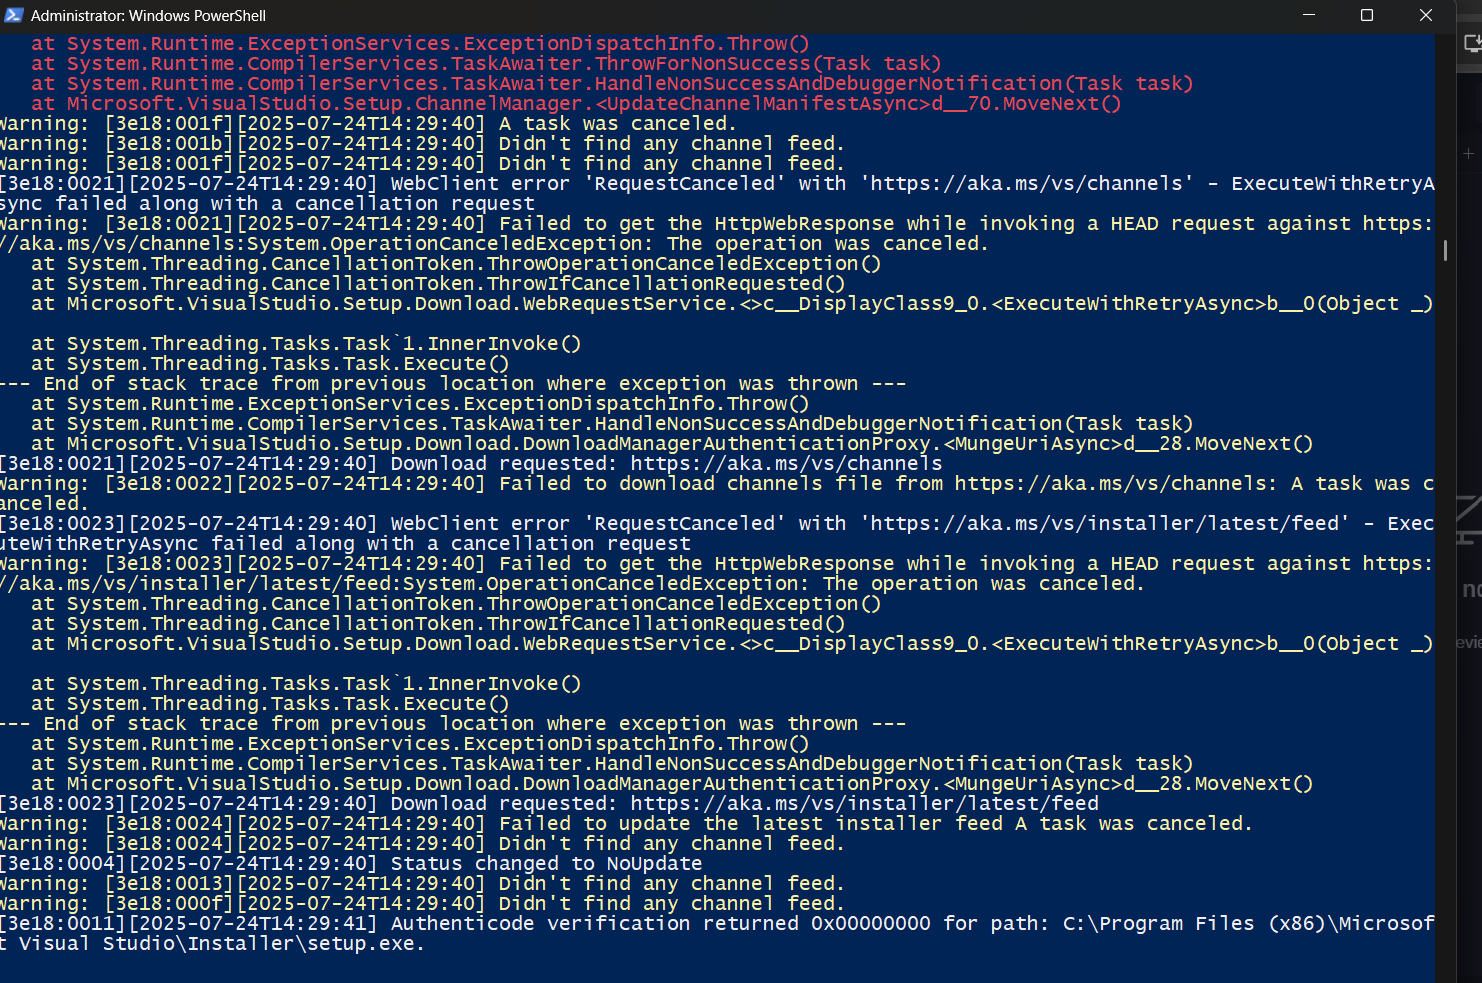 Administrator: Windows PowerShell
at System.Runtime.ExceptionServices.ExceptionDispatchInfo.Throw()
at System.Runtime.CompilerServices.TaskAwaiter.ThrowForNonSuccess(Task task)
at System.Runtime.CompilerServices.TaskAwaiter.HandleNonSuccessAndDebuggerNotification(Task task)
at Microsoft.VisualStudio.Setup.ChannelManager.<UpdateChannelManifestAsync>d__70.MoveNext()
Warning: [3e18:001f][2025-07-24T14:29:40] A task was canceled.
Warning: [3e18:001b][2025-07-24T14:29:40] Didn't find any channel feed.
Warning: [3e18:001f][2025-07-24T14:29:40] Didn't find any channel feed.
[3e18:0021][2025-07-24T14:29:40] WebClient error 'RequestCanceled' with 'https://aka.ms/vs/channels' - ExecuteWithRetryA
sync failed along with a cancellation request
Warning: [3e18:0021][2025-07-24T14:29:40] Failed to get the HttpWebResponse while invoking a HEAD request against https:
//aka.ms/vs/channels:System.OperationCanceledException: The operation was canceled.
at System.Threading.CancellationToken.ThrowOperationCanceledException()
at System.Threading.CancellationToken.ThrowIfCancellationRequested()
at Microsoft.VisualStudio.Setup.Download.WebRequestService.<>c__DisplayClass9_0.<ExecuteWithRetryAsync>b__0(Object _)
at System.Threading.Tasks.Task`1.InnerInvoke()
at System.Threading.Tasks.Task.Execute()
--- End of stack trace from previous location where exception was thrown ---
at System.Runtime.ExceptionServices.ExceptionDispatchInfo.Throw()
at System.Runtime.CompilerServices.TaskAwaiter.HandleNonSuccessAndDebuggerNotification(Task task)
at Microsoft.VisualStudio.Setup.Download.DownloadManagerAuthenticationProxy.<MungeUriAsync>d__28.MoveNext()
[3e18:0021][2025-07-24T14:29:40] Download requested: https://aka.ms/vs/channels
Warning: [3e18:0022][2025-07-24T14:29:40] Failed to download channels file from https://aka.ms/vs/channels: A task was c
anceled.
[3e18:0023][2025-07-24T14:29:40] WebClient error 'RequestCanceled' with 'https://aka.ms/vs/installer/latest/feed' - Exec
uteWithRetryAsync failed along with a cancellation request
Warning: [3e18:0023][2025-07-24T14:29:40] Failed to get the HttpWebResponse while invoking a HEAD request against https:
//aka.ms/vs/installer/latest/feed:System.OperationCanceledException: The operation was canceled.
at System.Threading.CancellationToken.ThrowOperationCanceledException()
at System.Threading.CancellationToken.ThrowIfCancellationRequested()
at Microsoft.VisualStudio.Setup.Download.WebRequestService.<>c__DisplayClass9_0.<ExecuteWithRetryAsync>b__0(Object _)
at System.Threading.Tasks.Task`1.InnerInvoke()
at System.Threading.Tasks.Task.Execute()
--- End of stack trace from previous location where exception was thrown ---
at System.Runtime.ExceptionServices.ExceptionDispatchInfo.Throw()
at System.Runtime.CompilerServices.TaskAwaiter.HandleNonSuccessAndDebuggerNotification(Task task)
at Microsoft.VisualStudio.Setup.Download.DownloadManagerAuthenticationProxy.<MungeUriAsync>d__28.MoveNext()
[3e18:0023][2025-07-24T14:29:40] Download requested: https://aka.ms/vs/installer/latest/feed
Warning: [3e18:0024][2025-07-24T14:29:40] Failed to update the latest installer feed A task was canceled.
Warning: [3e18:0024][2025-07-24T14:29:40] Didn't find any channel feed.
[3e18:0004][2025-07-24T14:29:40] Status changed to NoUpdate
Warning: [3e18:0013][2025-07-24T14:29:40] Didn't find any channel feed.
Warning: [3e18:000f][2025-07-24T14:29:40] Didn't find any channel feed.
[3e18:0011][2025-07-24T14:29:41] Authenticode verification returned 0x00000000 for path: C:\Program Files (x86)\Microsof
t Visual Studio\Installer\setup.exe.